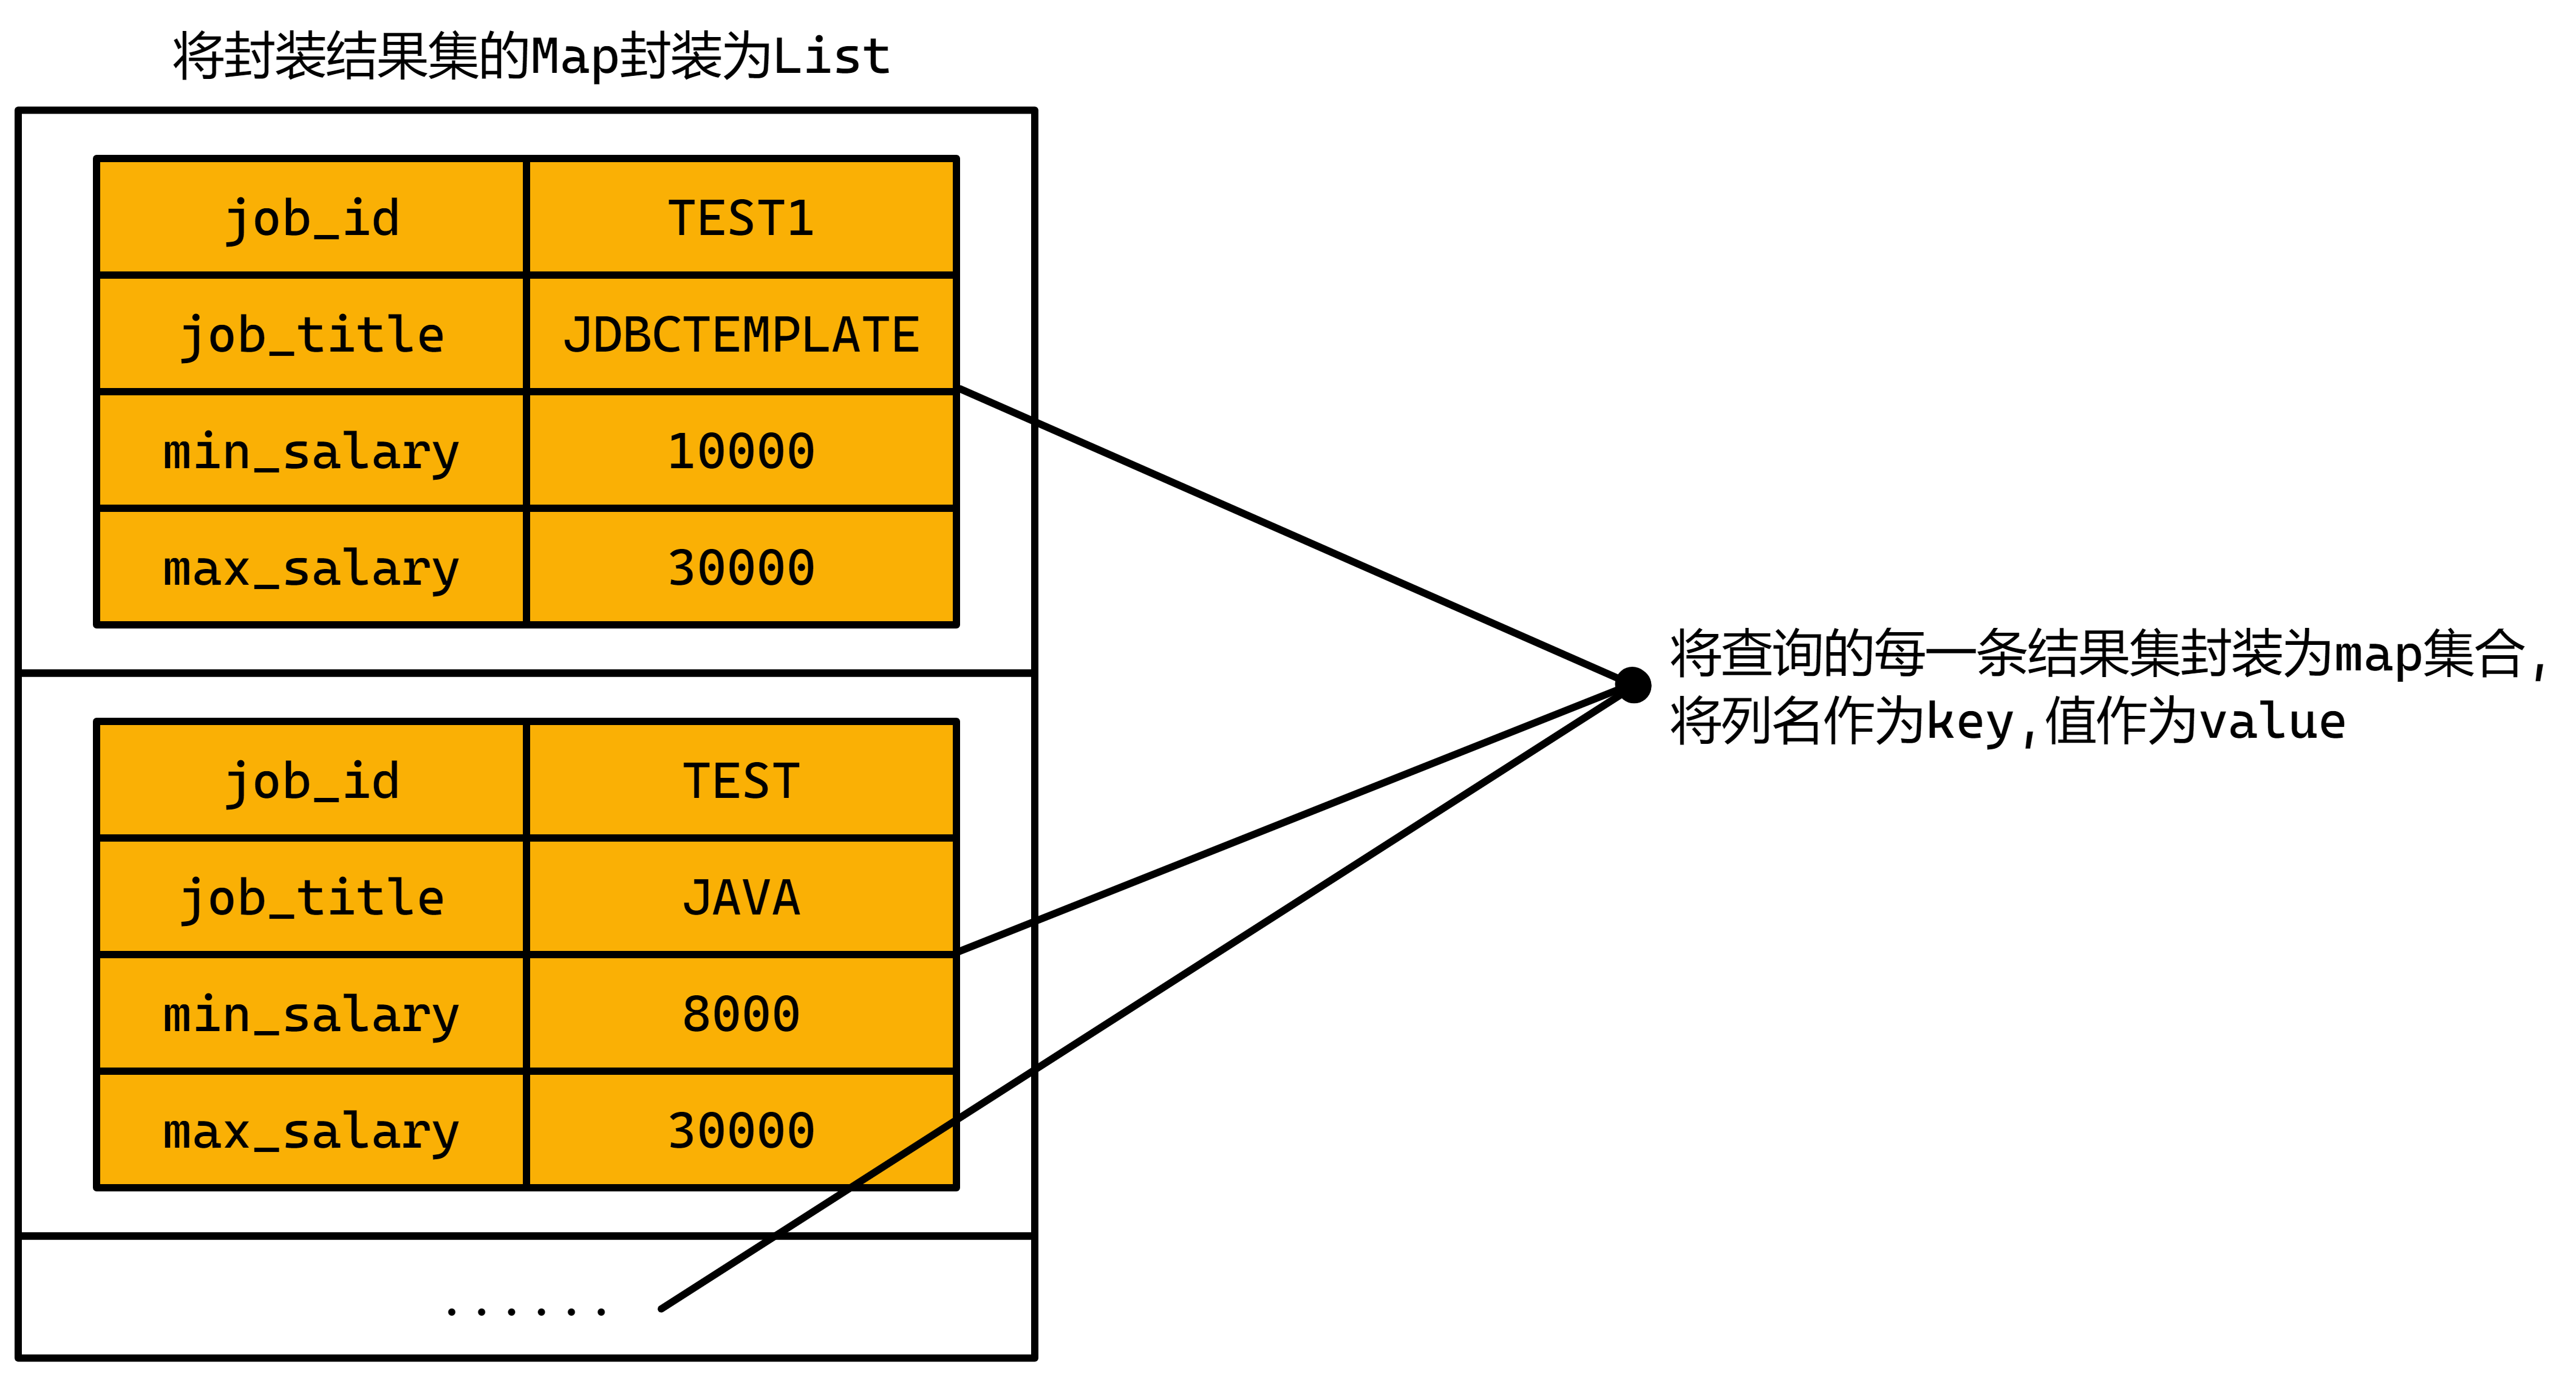 将封装结果集的Map封装为List
job_id TEST1
job_title JDBCTEMPLATE
min_salary 10000
max_salary 30000
job_id TEST
job_title JAVA
min_salary 8000
max_salary 30000
......
将查询的每一条结果集封装为map集合,
将列名作为key,值作为value